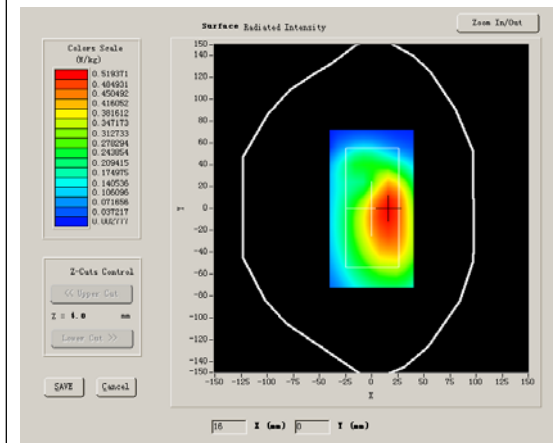 Surface Radiated Intensity
Zoom In/Out
Colors Scale
(W/kg)
0.519371
0.484931
0.450492
0.416052
0.381612
0.347173
0.312733
0.278294
0.243854
0.209415
0.174975
0.140536
0.106096
0.071656
0.037217
0.002777
Z-Cuts Control
<< Upper Cut
Z = 4.0 mm
Lower Cut >>
SAVE Cancel
150
140
120
100
80
60
40
20
0
-20
-40
-60
-80
-100
-120
-140
-150
Y
-150 -125 -100 -75 -50 -25 0 25 50 75 100 125 150
X
16 X (mm) 0 Y (mm)